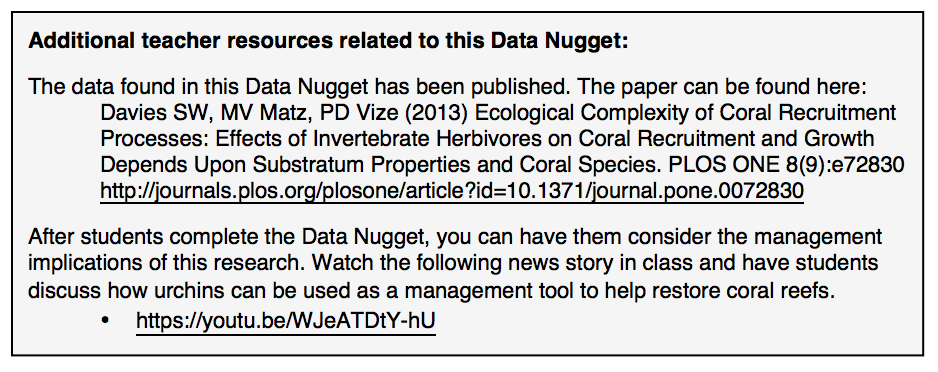 Additional teacher resources related to this Data Nugget:
The data found in this Data Nugget has been published. The paper can be found here:
Davies SW, MV Matz, PD Vize (2013) Ecological Complexity of Coral Recruitment
Processes: Effects of Invertebrate Herbivores on Coral Recruitment and Growth
Depends Upon Substratum Properties and Coral Species. PLOS ONE 8(9):e72830
http://journals.plos.org/plosone/article?id=10.1371/journal.pone.0072830
After students complete the Data Nugget, you can have them consider the management
implications of this research. Watch the following news story in class and have students
discuss how urchins can be used as a management tool to help restore coral reefs.
• https://youtu.be/WJeATDtY-hU